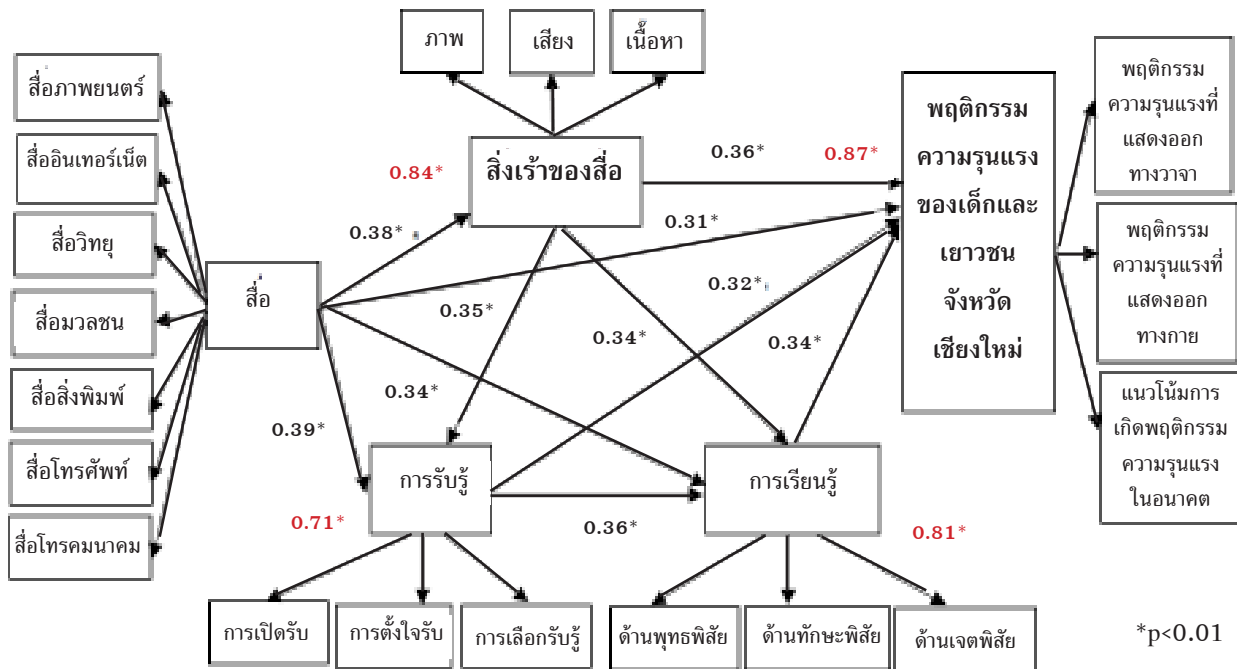 ภาพ
เสียง
เนื้อหา
สื่อภาพยนตร์
สื่ออินเทอร์เน็ต
สื่อวิทยุ
สื่อมวลชน
สื่อสิ่งพิมพ์
สื่อโทรศัพท์
สื่อโทรคมนาคม
สื่อ
0.84*
สิ่งเร้าของสื่อ
0.36*
0.87*
0.38*
0.31*
0.35*
0.32*
0.34*
0.34*
0.34*
0.39*
พฤติกรรม
ความรุนแรง
ของเด็กและ
เยาวชน
จังหวัด
เชียงใหม่
พฤติกรรม
ความรุนแรงที่
แสดงออก
ทางวาจา
พฤติกรรม
ความรุนแรงที่
แสดงออก
ทางกาย
แนวโน้มการ
เกิดพฤติกรรม
ความรุนแรง
ในอนาคต
การรับรู้
การเรียนรู้
0.71*
0.36*
0.81*
การเปิดรับ
การตั้งใจรับ
การเลือกรับรู้
ด้านพุทธพิสัย
ด้านทักษะพิสัย
ด้านเจตพิสัย
*p<0.01